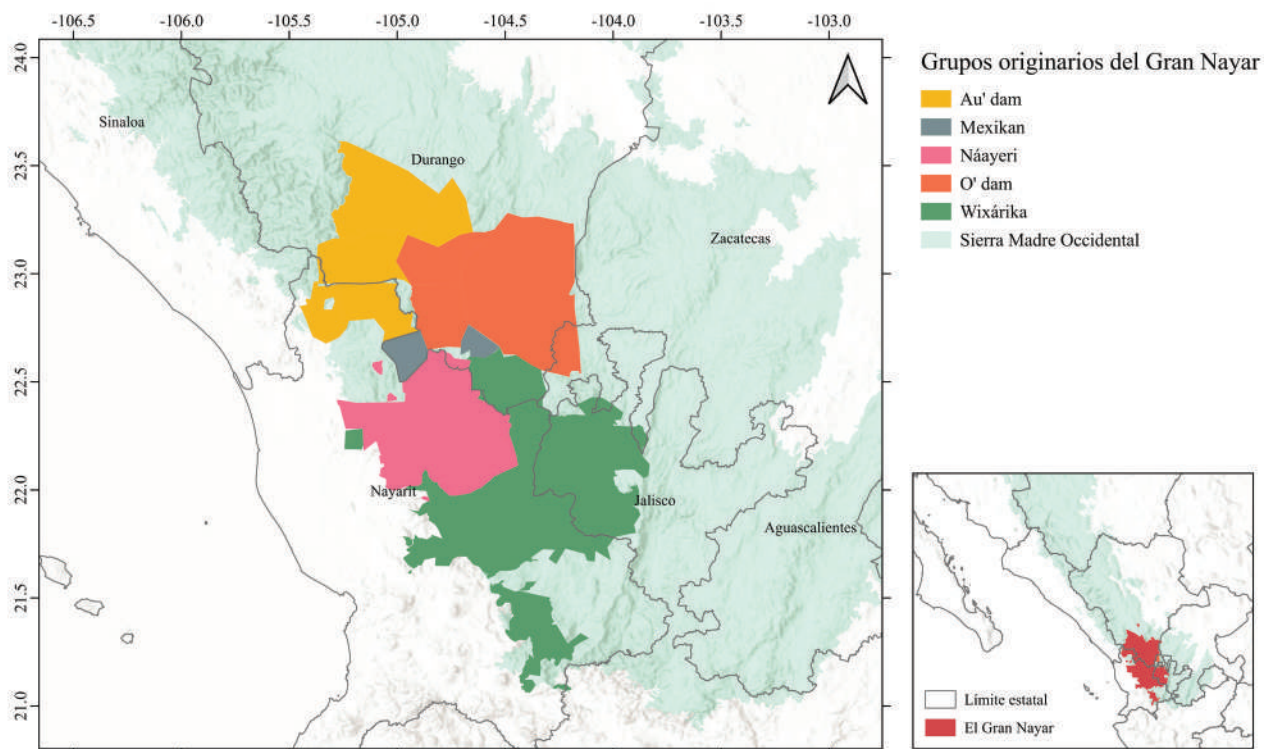 -106.5 -106.0 -105.5 -105.0 -104.5 -104.0 -103.5 -103.0
24.0
23.5
23.0
22.5
22.0
21.5
21.0
Sinaloa
Durango
Zacatecas
Nayarit
Jalisco
Aguascalientes
Grupos originarios del Gran Nayar
Au' dam
Mexikan
Náayeri
O' dam
Wixárika
Sierra Madre Occidental
Límite estatal
El Gran Nayar